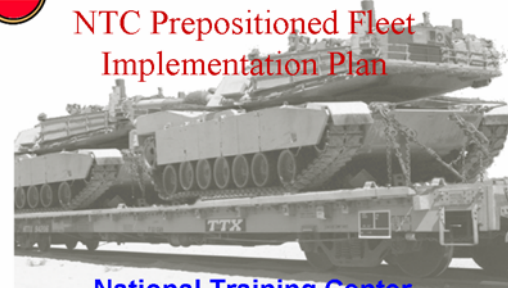 NTC Prepositioned Fleet
Implementation Plan
TTX
National Training Center